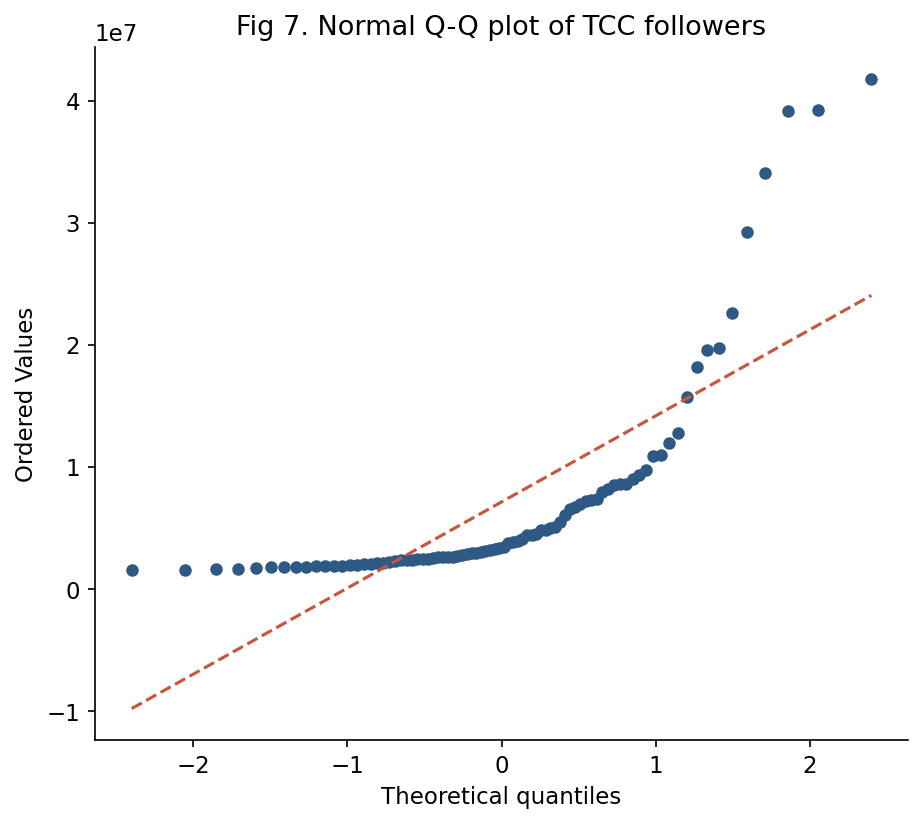 Fig 7. Normal Q-Q plot of TCC followers
1e7
4
3
2
1
0
−1
Ordered Values
−2
−1
0
1
2
Theoretical quantiles